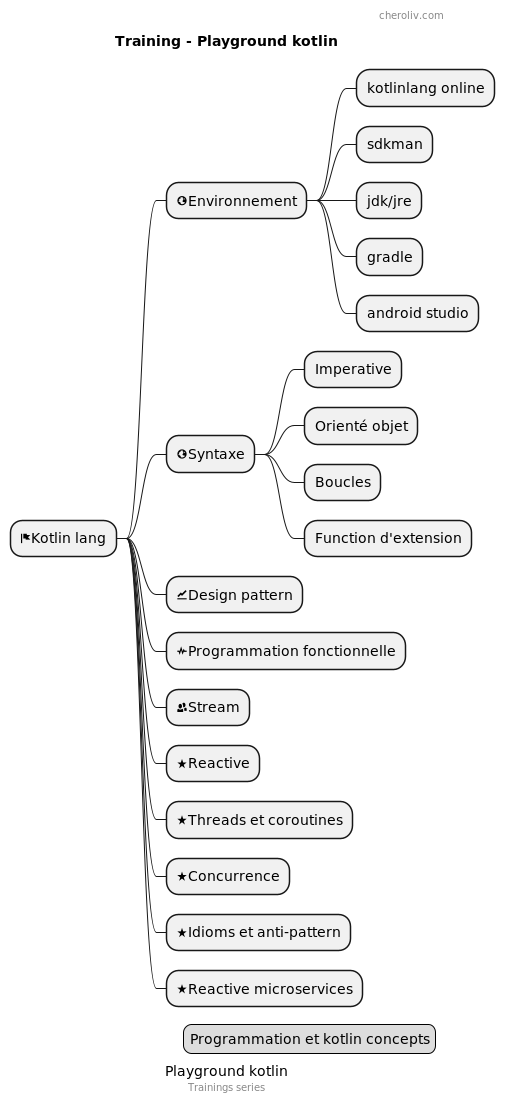 cheroliv.com
Training - Playground kotlin
Kotlin lang
Environnement
kotlinlang online
sdkman
jdk/jre
gradle
android studio
Syntaxe
Imperative
Orienté objet
Boucles
Function d'extension
Design pattern
Programmation fonctionnelle
Stream
Reactive
Threads et coroutines
Concurrence
Idioms et anti-pattern
Reactive microservices
Programmation et kotlin concepts
Playground kotlin
Trainings series